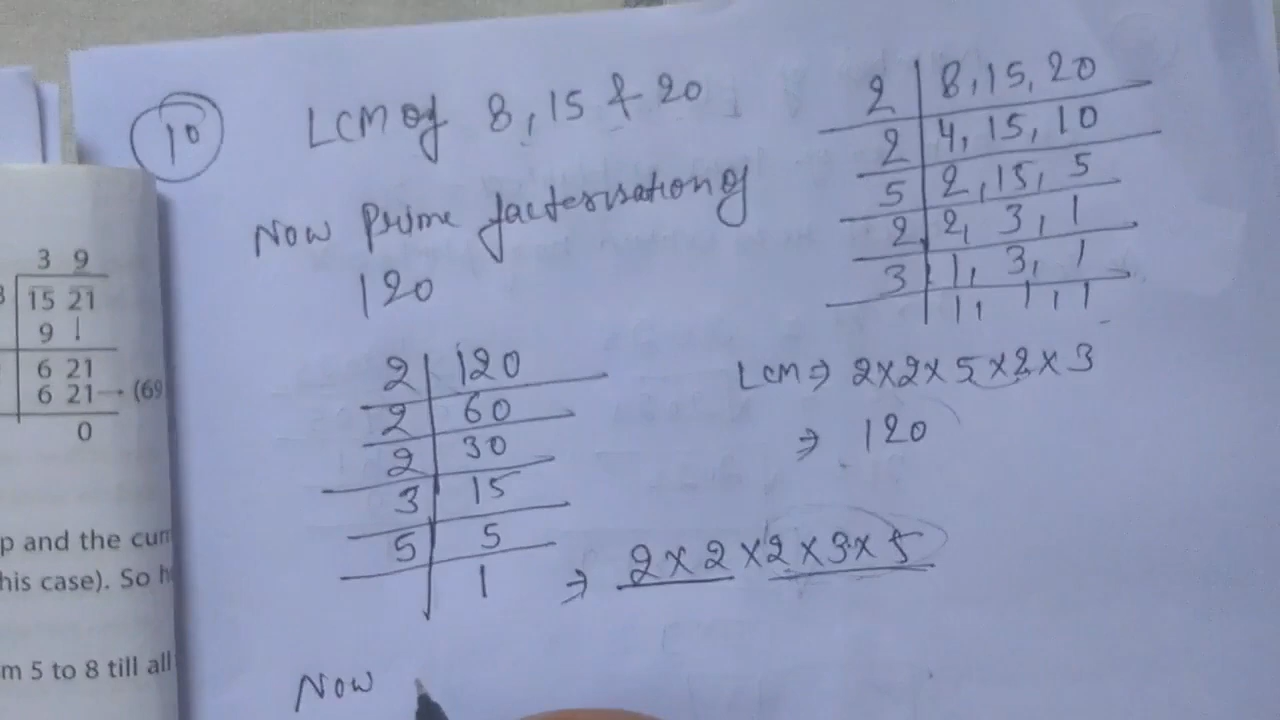 10
LCM of 8, 15 & 20
Now Prime factorisation of
120
2 | 120
2 | 60
2 | 30
3 | 15
5 | 5
1
⇒ 2×2×2×3×5
Now
2 | 8, 15, 20
2 | 4, 15, 10
5 | 2, 15, 5
2 | 2, 3, 1
3 | 1, 3, 1
1, 1, 1
LCM ⇒ 2×2×5×2×3
⇒ 120
3 9
15 21
9 ↓
6 21
6 21 → (69
0
p and the
his case). So
m 5 to 8 till all